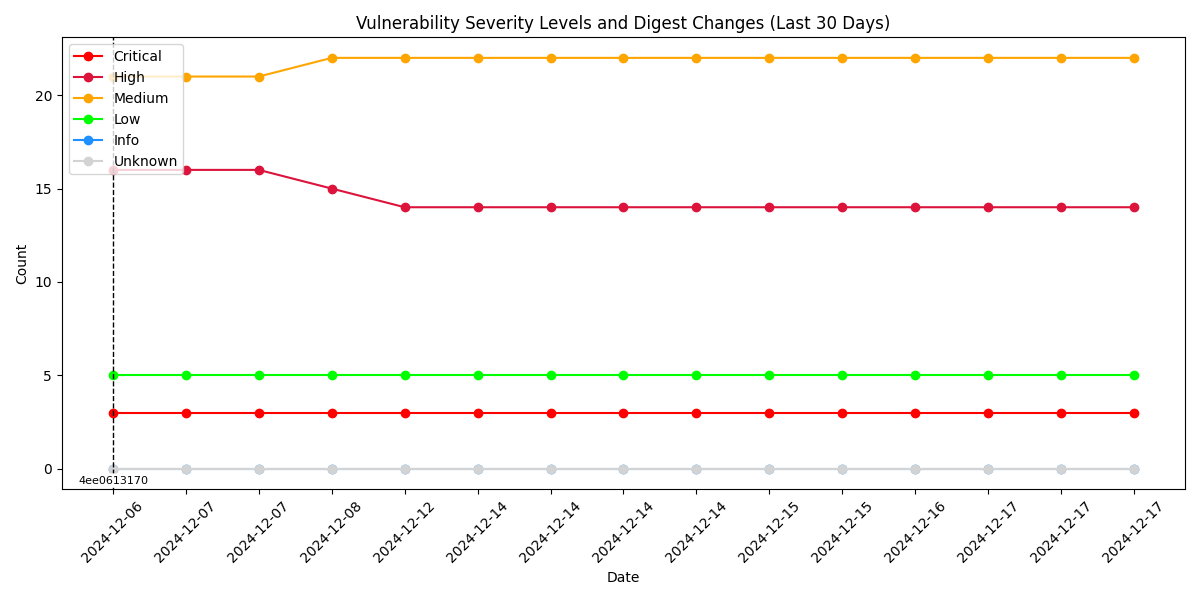 Vulnerability Severity Levels and Digest Changes (Last 30 Days)
Critical
High
Medium
Low
Info
Unknown
Count
20
15
10
5
0
4ee0613170
2024-12-06
2024-12-07
2024-12-07
2024-12-08
2024-12-12
2024-12-14
2024-12-14
2024-12-14
2024-12-14
2024-12-15
2024-12-15
2024-12-16
2024-12-17
2024-12-17
2024-12-17
Date